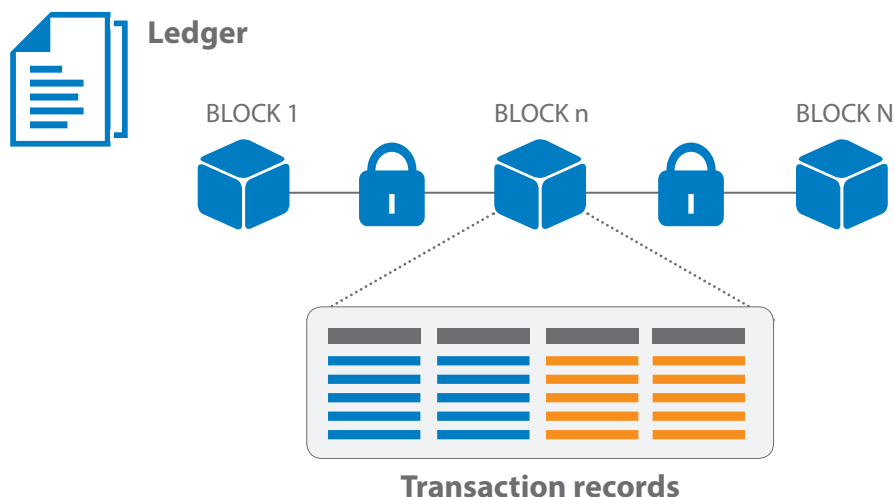 Ledger
BLOCK 1
BLOCK n
BLOCK N
Transaction records